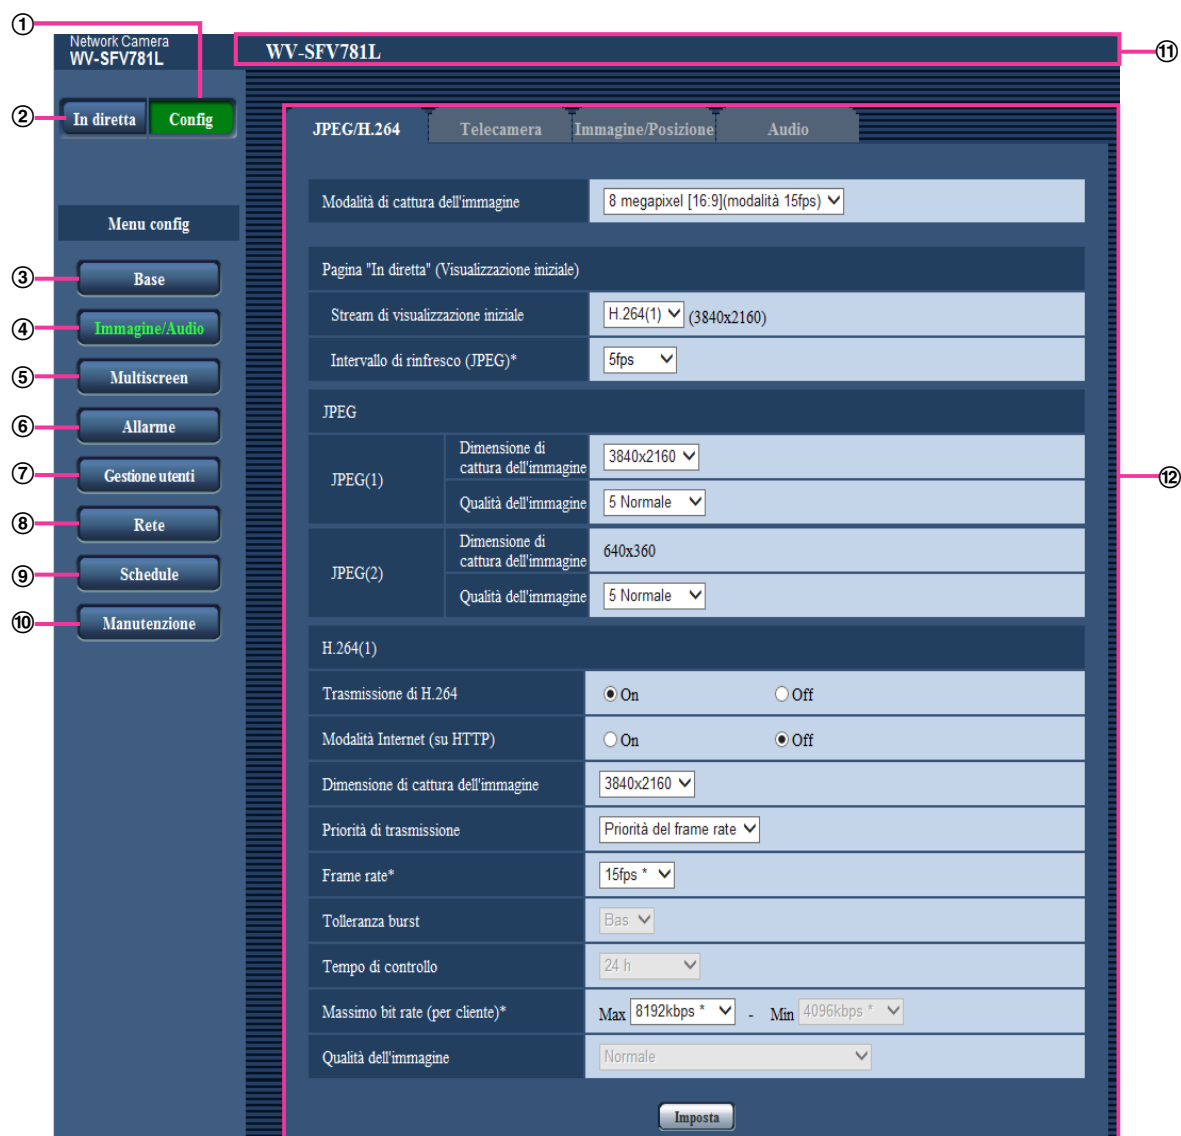 ①
Network Camera
WV-SFV781L
WV-SFV781L
⑪
② In diretta Config
JPEG/H.264 Telecamera Immagine/Posizione Audio
Modalità di cattura dell'immagine 8 megapixel [16:9](modalità 15fps)
Menu config
Pagina "In diretta" (Visualizzazione iniziale)
③ Base
Stream di visualizzazione iniziale H.264(1) (3840x2160)
④ Immagine/Audio
Intervallo di rinfresco (JPEG)* 5fps
⑤ Multiscreen
JPEG
⑥ Allarme
JPEG(1)
Dimensione di
cattura dell'immagine
3840x2160
⑦ Gestione utenti
⑫
Qualità dell'immagine 5 Normale
⑧ Rete
JPEG(2)
Dimensione di
cattura dell'immagine
640x360
⑨ Schedule
Qualità dell'immagine 5 Normale
⑩ Manutenzione
H.264(1)
Trasmissione di H.264 On Off
Modalità Internet (su HTTP) On Off
Dimensione di cattura dell'immagine 3840x2160
Priorità di trasmissione Priorità del frame rate
Frame rate* 15fps *
Tolleranza burst Bas
Tempo di controllo 24 h
Massimo bit rate (per cliente)* Max 8192kbps * - Min 4096kbps *
Qualità dell'immagine Normale
Imposta